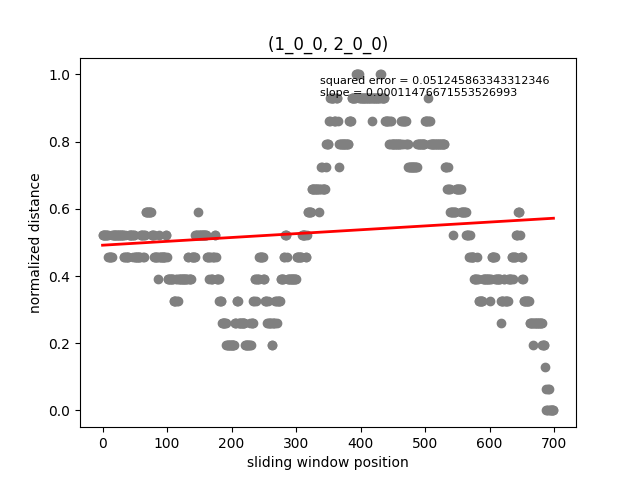 (1_0_0, 2_0_0)
squared error = 0.051245863343312346
slope = 0.00011476671553526993
normalized distance
1.0
0.8
0.6
0.4
0.2
0.0
0 100 200 300 400 500 600 700
sliding window position